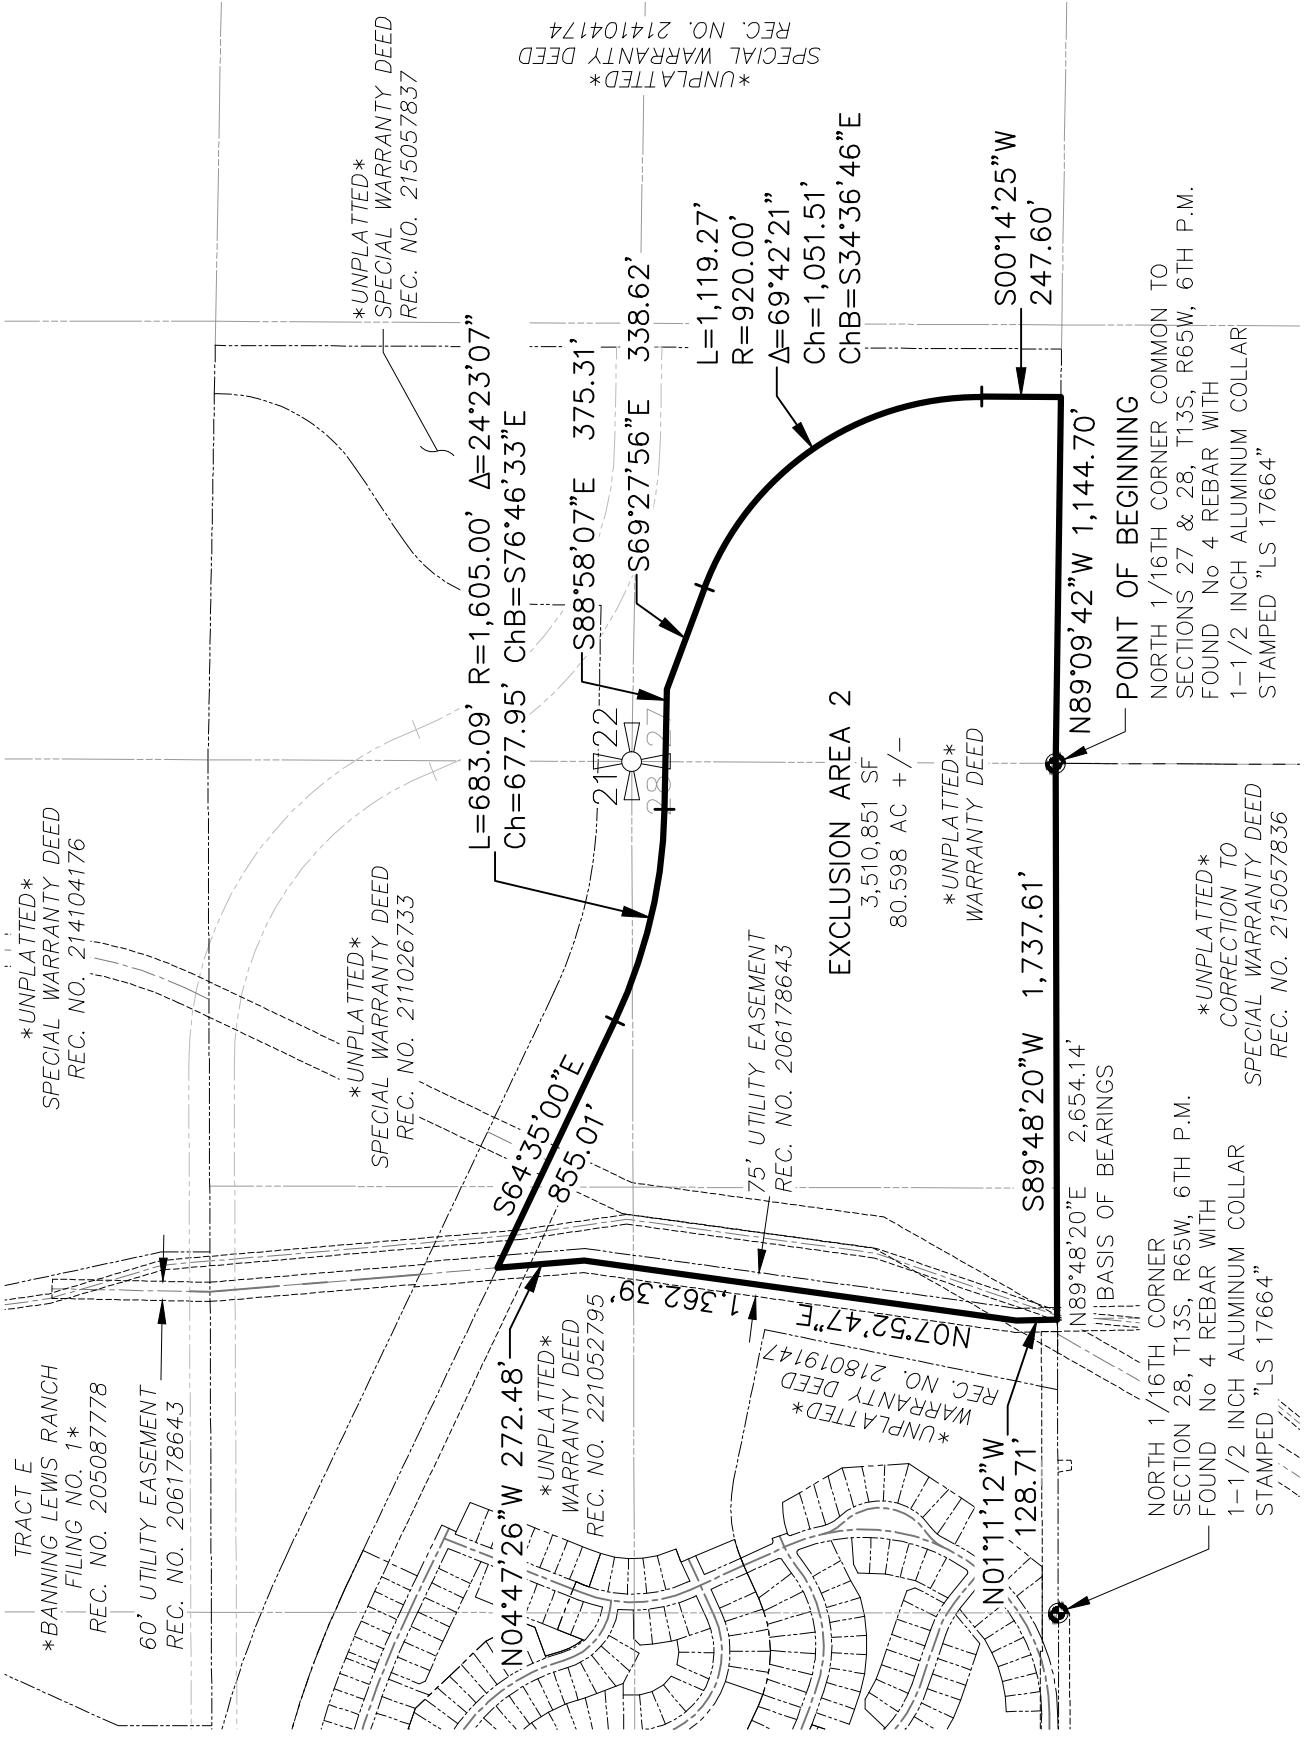 TRACT E
*BANNING LEWIS RANCH
FILING NO. 1*
REC. NO. 205087778
60' UTILITY EASEMENT
REC. NO. 206178643
*UNPLATTED*
SPECIAL WARRANTY DEED
REC. NO. 214104176
*UNPLATTED*
SPECIAL WARRANTY DEED
REC. NO. 211026733
*UNPLATTED*
SPECIAL WARRANTY DEED
REC. NO. 215057837
*UNPLATTED*
SPECIAL WARRANTY DEED
REC. NO. 214104174
L=683.09' R=1,605.00' Δ=24°23'07"
Ch=677.95' ChB=S76°46'33"E
S88°58'07"E 375.31'
S69°27'56"E 338.62'
L=1,119.27'
R=920.00'
Δ=69°42'21"
Ch=1,051.51'
ChB=S34°36'46"E
S00°14'25"W
247.60'
21 22
28 27
S64°35'00"E
855.01'
N04°47'26"W 272.48'
*UNPLATTED*
WARRANTY DEED
REC. NO. 221052795
1,362.39'
N07°52'47"E
*UNPLATTED*
WARRANTY DEED
REC. NO. 218019147
75' UTILITY EASEMENT
REC. NO. 206178643
EXCLUSION AREA 2
3,510,851 SF
80.598 AC +/-
*UNPLATTED*
WARRANTY DEED
N01°11'12"W
128.71'
S89°48'20"W 1,737.61'
N89°48'20"E 2,654.14'
BASIS OF BEARINGS
N89°09'42"W 1,144.70'
POINT OF BEGINNING
NORTH 1/16TH CORNER COMMON TO
SECTIONS 27 & 28, T13S, R65W, 6TH P.M.
FOUND No 4 REBAR WITH
1-1/2 INCH ALUMINUM COLLAR
STAMPED "LS 17664"
NORTH 1/16TH CORNER
SECTION 28, T13S, R65W, 6TH P.M.
FOUND No 4 REBAR WITH
1-1/2 INCH ALUMINUM COLLAR
STAMPED "LS 17664"
*UNPLATTED*
CORRECTION TO
SPECIAL WARRANTY DEED
REC. NO. 215057836